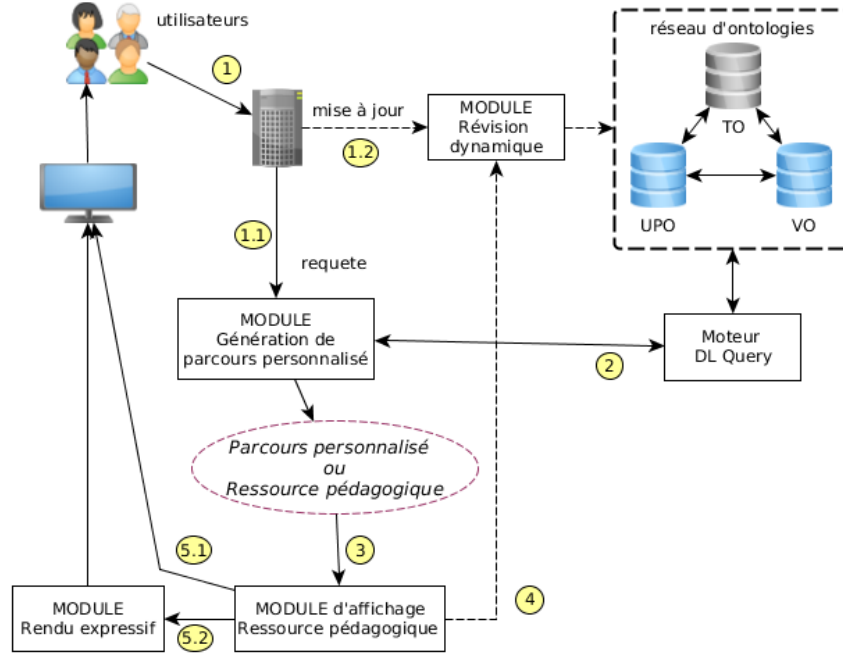 utilisateurs
réseau d'ontologies
1
mise à jour
MODULE
Révision
dynamique
TO
1.2
UPO
VO
1.1
requete
MODULE
Génération de
parcours personnalisé
Moteur
DL Query
2
Parcours personnalisé
ou
Ressource pédagogique
5.1
3
4
MODULE
Rendu expressif
5.2
MODULE d'affichage
Ressource pédagogique